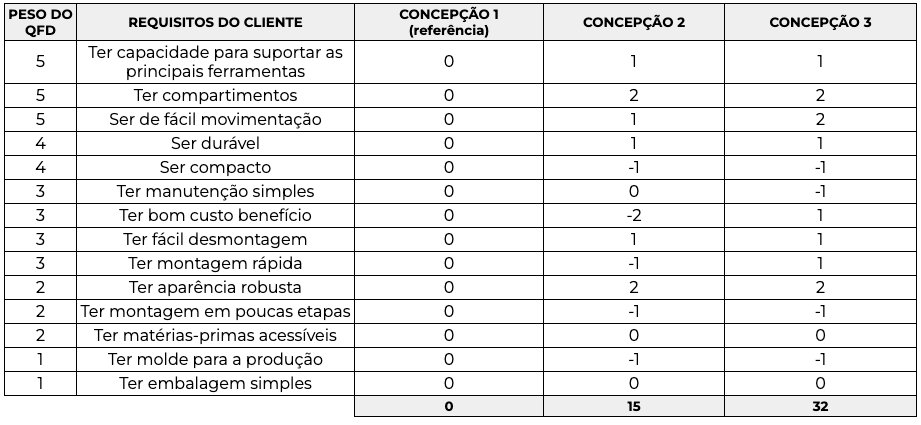 PESO DO QFD | REQUISITOS DO CLIENTE | CONCEPÇÃO 1 (referência) | CONCEPÇÃO 2 | CONCEPÇÃO 3
5 | Ter capacidade para suportar as principais ferramentas | 0 | 1 | 1
5 | Ter compartimentos | 0 | 2 | 2
5 | Ser de fácil movimentação | 0 | 1 | 2
4 | Ser durável | 0 | 1 | 1
4 | Ser compacto | 0 | -1 | -1
3 | Ter manutenção simples | 0 | 0 | -1
3 | Ter bom custo benefício | 0 | -2 | 1
3 | Ter fácil desmontagem | 0 | 1 | 1
3 | Ter montagem rápida | 0 | -1 | 1
2 | Ter aparência robusta | 0 | 2 | 2
2 | Ter montagem em poucas etapas | 0 | -1 | -1
2 | Ter matérias-primas acessíveis | 0 | 0 | 0
1 | Ter molde para a produção | 0 | -1 | -1
1 | Ter embalagem simples | 0 | 0 | 0
0 | 15 | 32